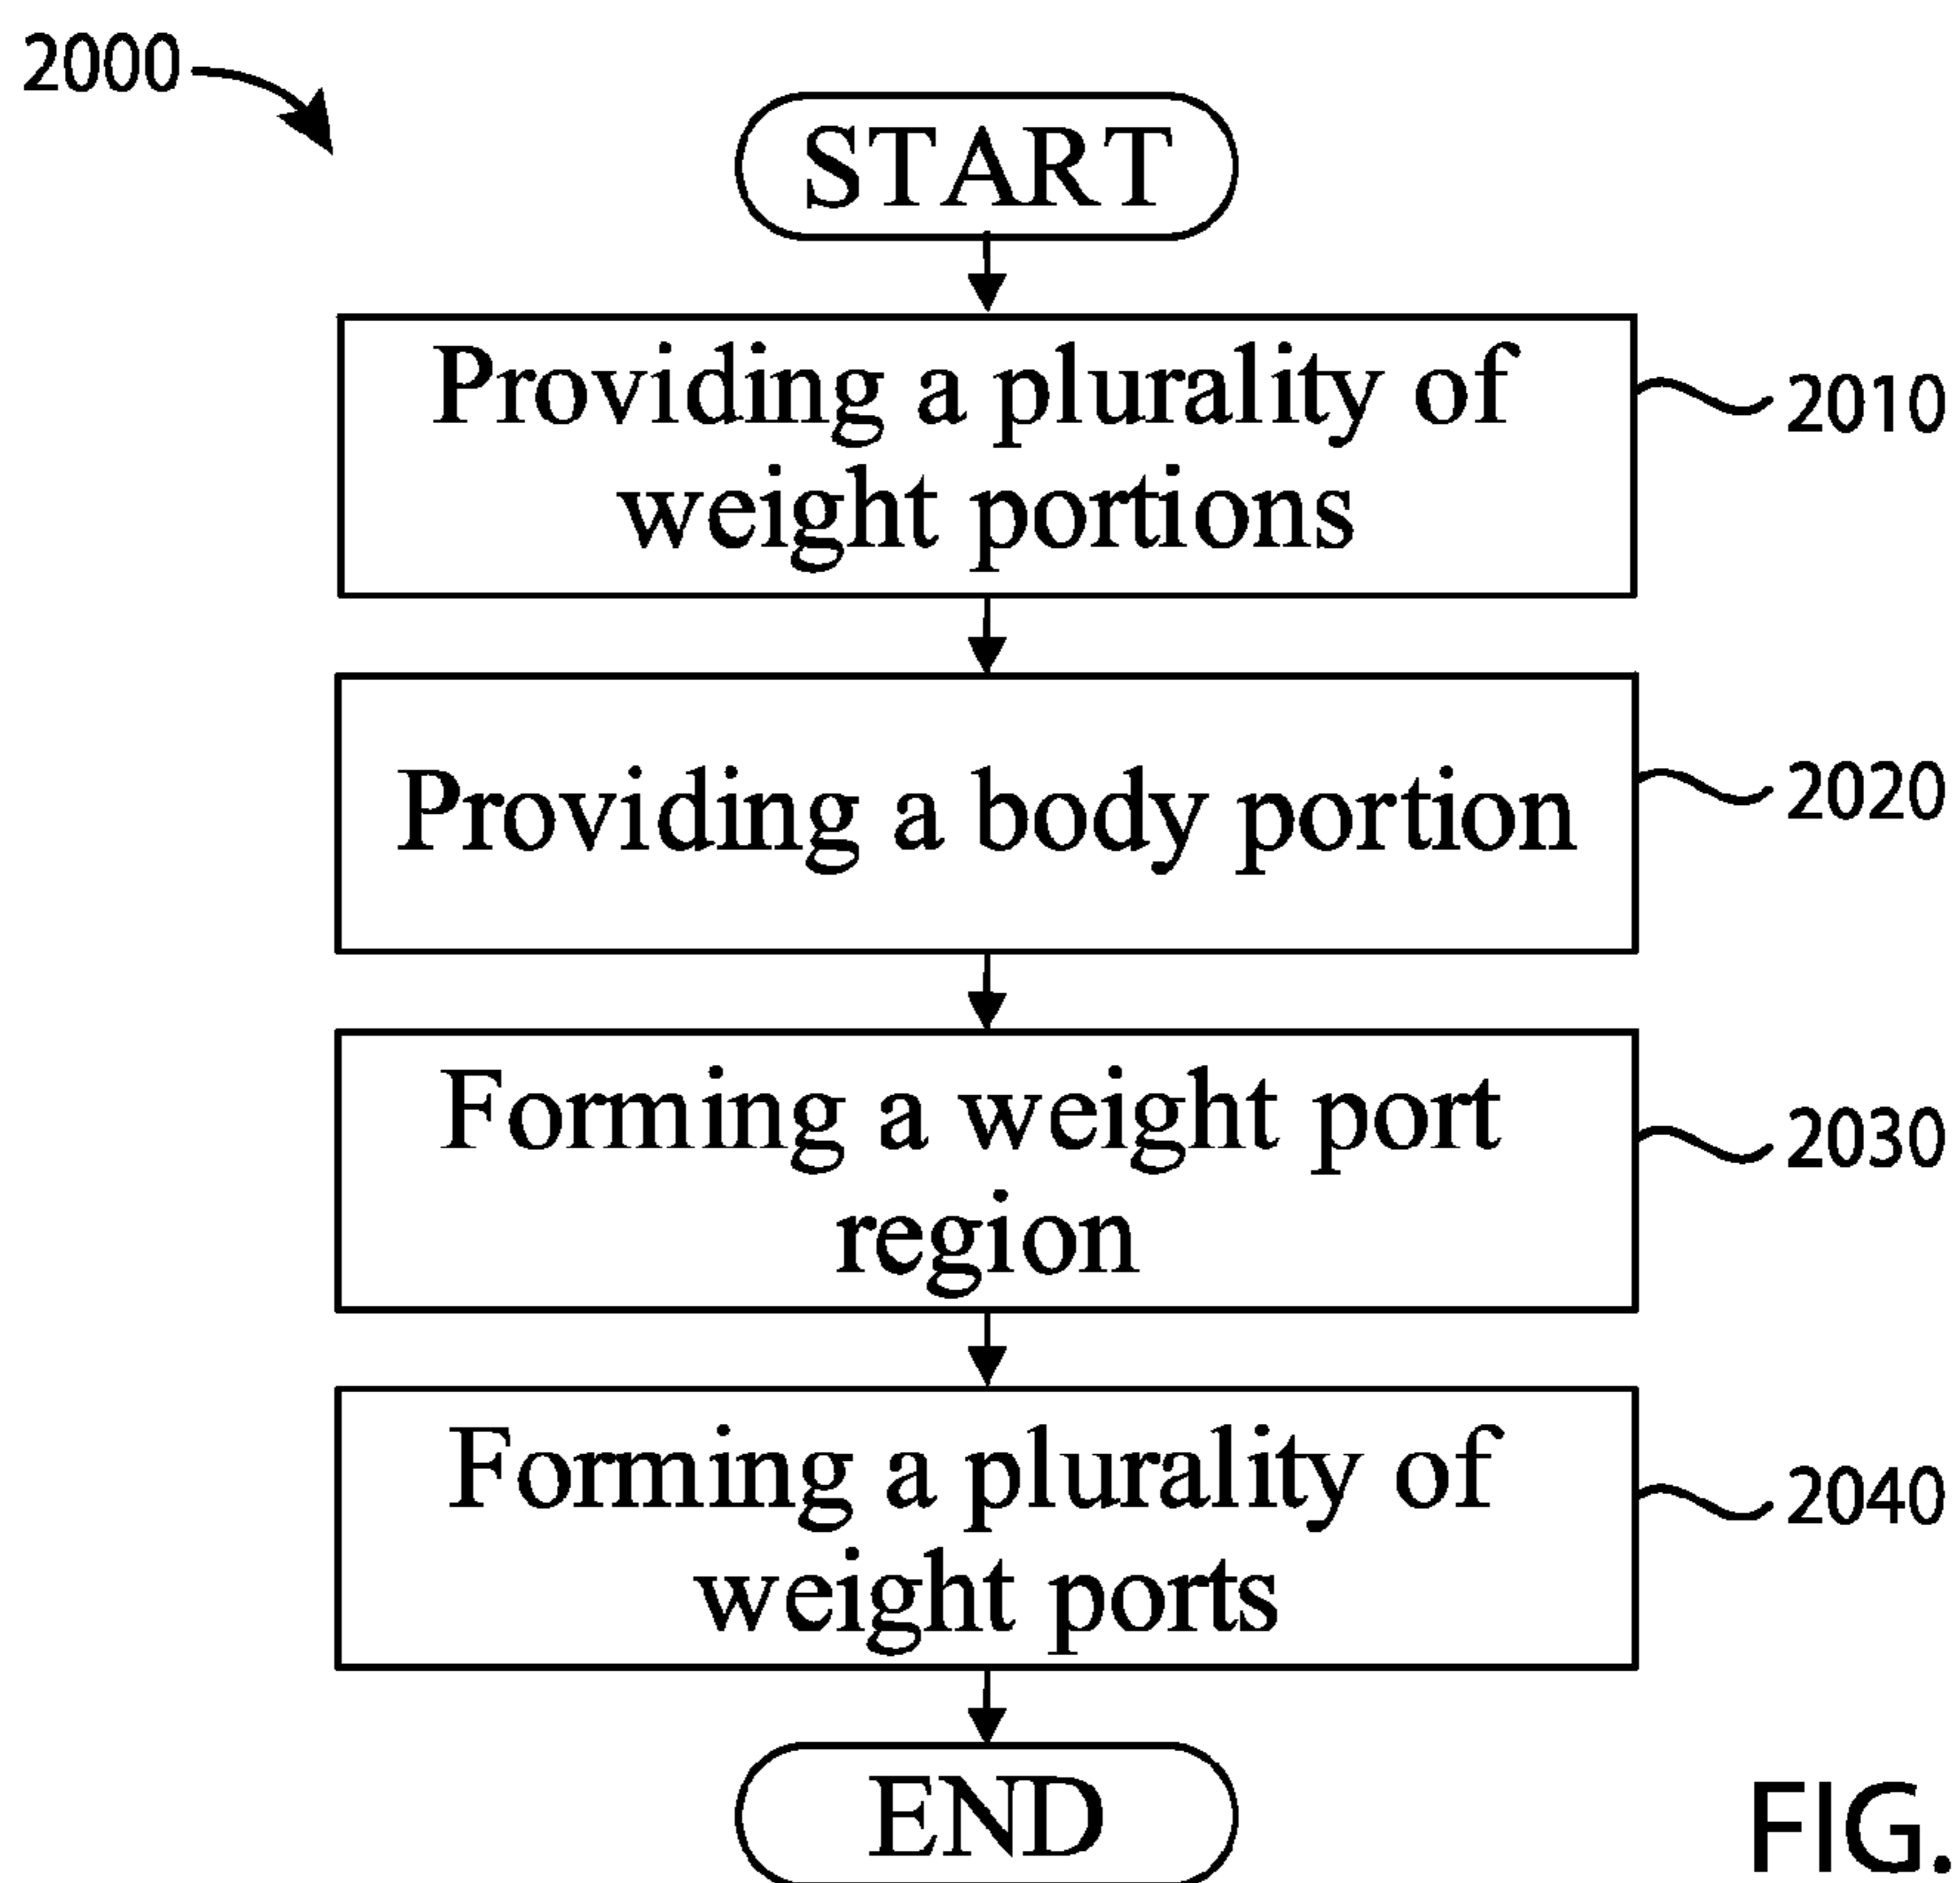 2000
START
Providing a plurality of
weight portions
2010
Providing a body portion
2020
Forming a weight port
region
2030
Forming a plurality of
weight ports
2040
END
FIG.